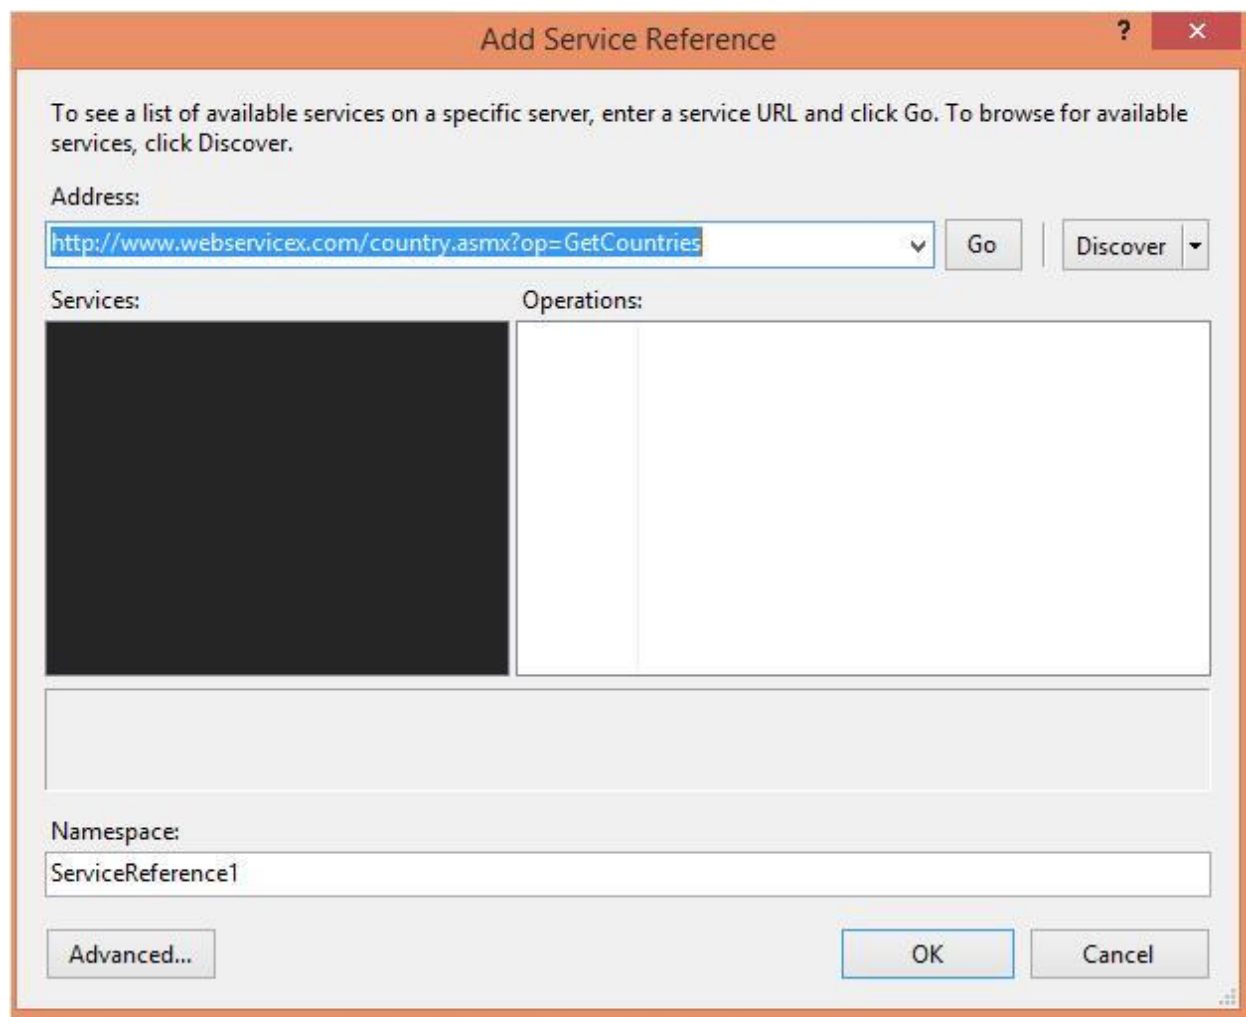 Add Service Reference
?
To see a list of available services on a specific server, enter a service URL and click Go. To browse for available
services, click Discover.
Address:
http://www.webservicex.com/country.asmx?op=GetCountries
Go
Discover
Services:
Operations:
Namespace:
ServiceReference1
Advanced...
OK
Cancel